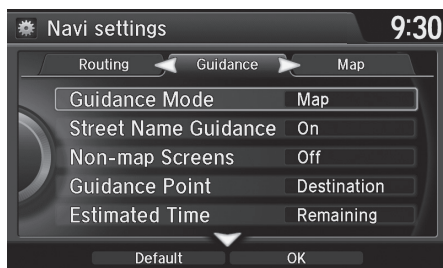 Navi settings 9:30
Routing Guidance Map
Guidance Mode Map
Street Name Guidance On
Non-map Screens Off
Guidance Point Destination
Estimated Time Remaining
Default OK